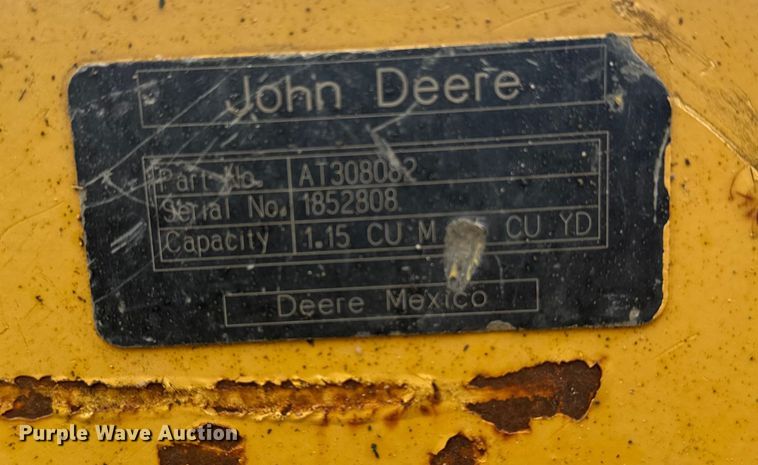 John Deere
Part No. AT308082
Serial No. 1852808
Capacity 1.15 CU M CU YD
Deere Mexico
Purple Wave Auction